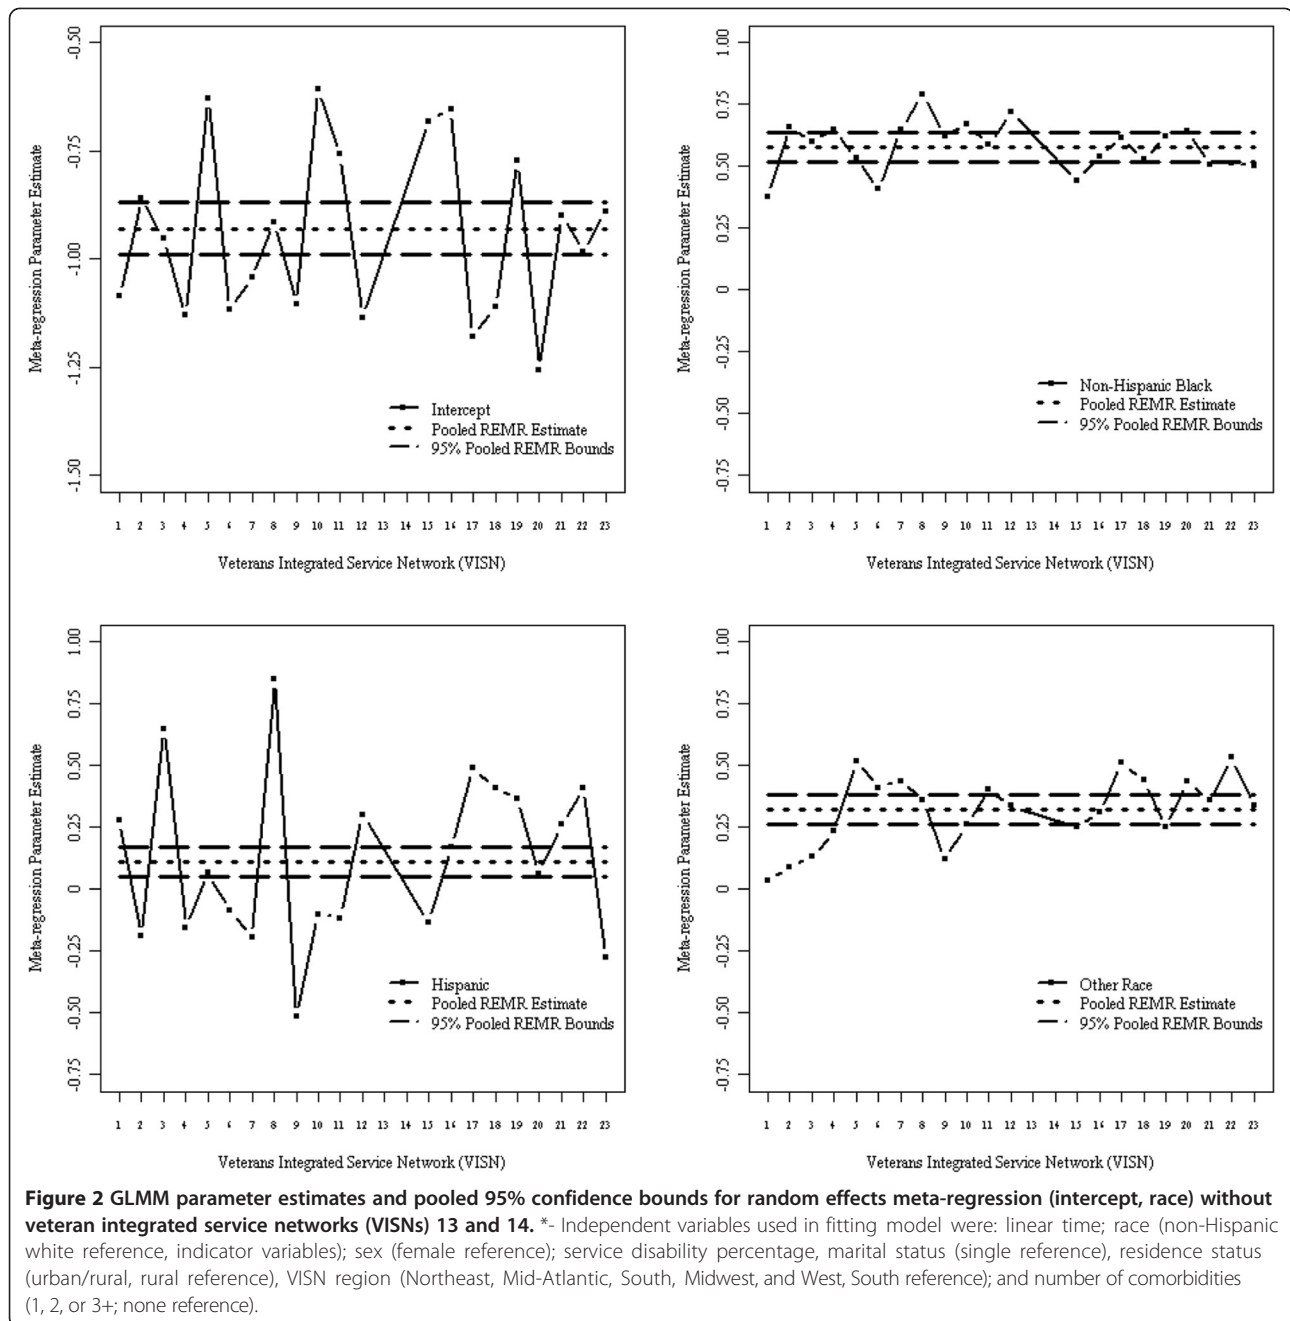 -0.50
-0.75
-1.00
-1.25
-1.50
Meta-regression Parameter Estimate
Intercept
Pooled REMR Estimate
95% Pooled REMR Bounds
1 2 3 4 5 6 7 8 9 10 11 12 13 14 15 16 17 18 19 20 21 22 23
Veterans Integrated Service Network (VISN)
1.00
0.75
0.50
0.25
0
-0.25
-0.50
-0.75
Meta-regression Parameter Estimate
Non-Hispanic Black
Pooled REMR Estimate
95% Pooled REMR Bounds
1 2 3 4 5 6 7 8 9 10 11 12 13 14 15 16 17 18 19 20 21 22 23
Veterans Integrated Service Network (VISN)
1.00
0.75
0.50
0.25
0
-0.25
-0.50
-0.75
Meta-regression Parameter Estimate
Hispanic
Pooled REMR Estimate
95% Pooled REMR Bounds
1 2 3 4 5 6 7 8 9 10 11 12 13 14 15 16 17 18 19 20 21 22 23
Veterans Integrated Service Network (VISN)
1.00
0.75
0.50
0.25
0
-0.25
-0.50
-0.75
Meta-regression Parameter Estimate
Other Race
Pooled REMR Estimate
95% Pooled REMR Bounds
1 2 3 4 5 6 7 8 9 10 11 12 13 14 15 16 17 18 19 20 21 22 23
Veterans Integrated Service Network (VISN)
Figure 2 GLMM parameter estimates and pooled 95% confidence bounds for random effects meta-regression (intercept, race) without
veteran integrated service networks (VISNs) 13 and 14. *- Independent variables used in fitting model were: linear time; race (non-Hispanic
white reference, indicator variables); sex (female reference); service disability percentage, marital status (single reference), residence status
(urban/rural, rural reference), VISN region (Northeast, Mid-Atlantic, South, Midwest, and West, South reference); and number of comorbidities
(1, 2, or 3+; none reference).